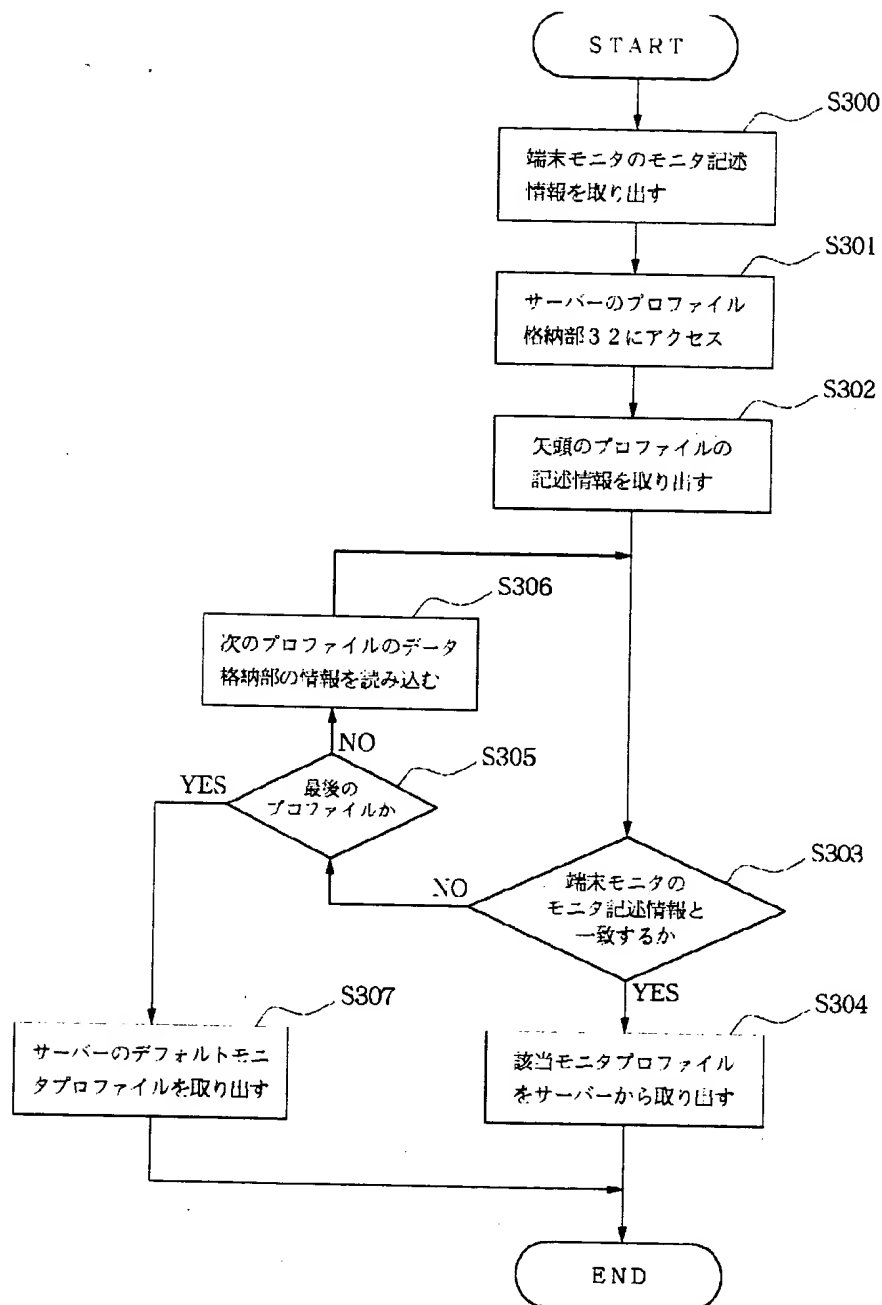 START
S300
端末モニタのモニタ記述
情報を取り出す
S301
サーバーのプロファイル
格納部32にアクセス
S302
先頭のプロファイルの
記述情報を取り出す
S306
次のプロファイルのデータ
格納部の情報を読み込む
NO
S305
YES
最後の
プロファイルか
S303
NO
端末モニタの
モニタ記述情報と
一致するか
YES
S307
サーバーのデフォルトモニ
タプロファイルを取り出す
S304
該当モニタプロファイル
をサーバーから取り出す
END